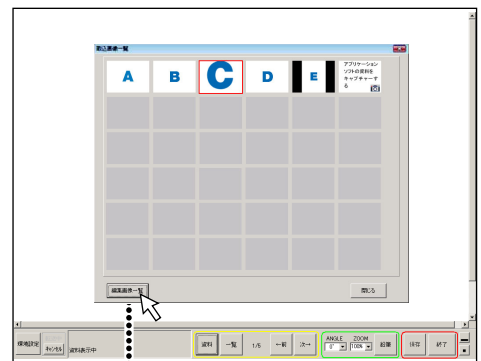 取込画像一覧
A
B
C
D
E
アプリケーション
ソフトの資料を
キャプチャーす
る
編集画像一覧
閉じる
環境設定
キャンセル
資料表示中
資料
一覧
1/5
←前
次→
ANGLE
ZOOM
0°
100%
鉛筆
保存
終了